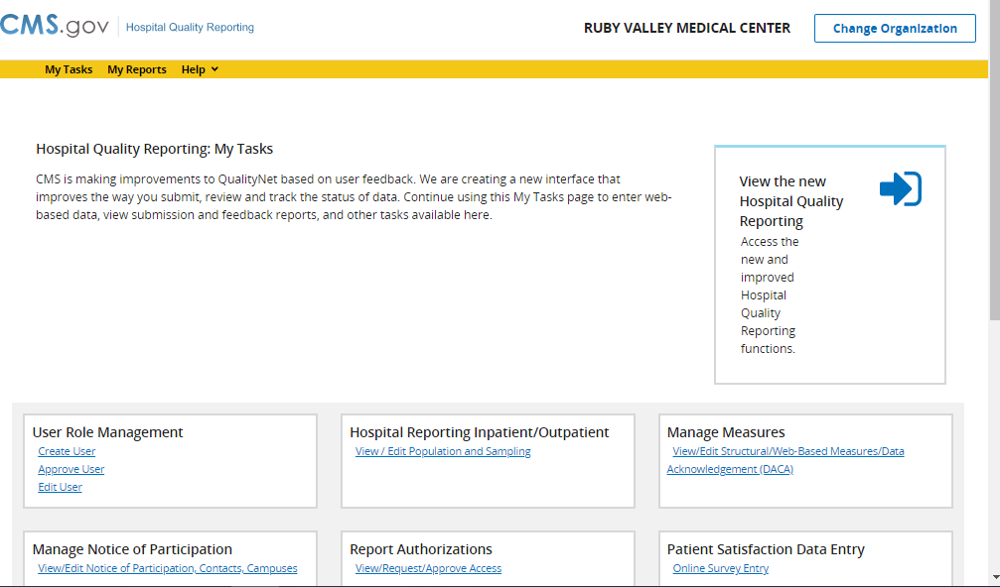 CMS.gov Hospital Quality Reporting
RUBY VALLEY MEDICAL CENTER
Change Organization
My Tasks My Reports Help
Hospital Quality Reporting: My Tasks
CMS is making improvements to QualityNet based on user feedback. We are creating a new interface that
improves the way you submit, review and track the status of data. Continue using this My Tasks page to enter web-
based data, view submission and feedback reports, and other tasks available here.
View the new
Hospital Quality
Reporting
Access the
new and
improved
Hospital
Quality
Reporting
functions.
User Role Management
Create User
Approve User
Edit User
Hospital Reporting Inpatient/Outpatient
View / Edit Population and Sampling
Manage Measures
View/Edit Structural/Web-Based Measures/Data
Acknowledgement (DACA)
Manage Notice of Participation
View/Edit Notice of Participation, Contacts, Campuses
Report Authorizations
View/Request/Approve Access
Patient Satisfaction Data Entry
Online Survey Entry